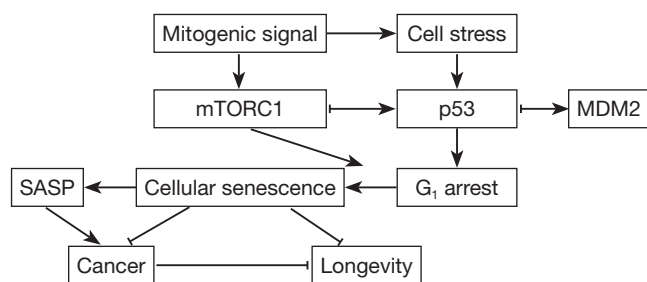 Mitogenic signal
Cell stress
mTORC1
p53
MDM2
SASP
Cellular senescence
G₁ arrest
Cancer
Longevity